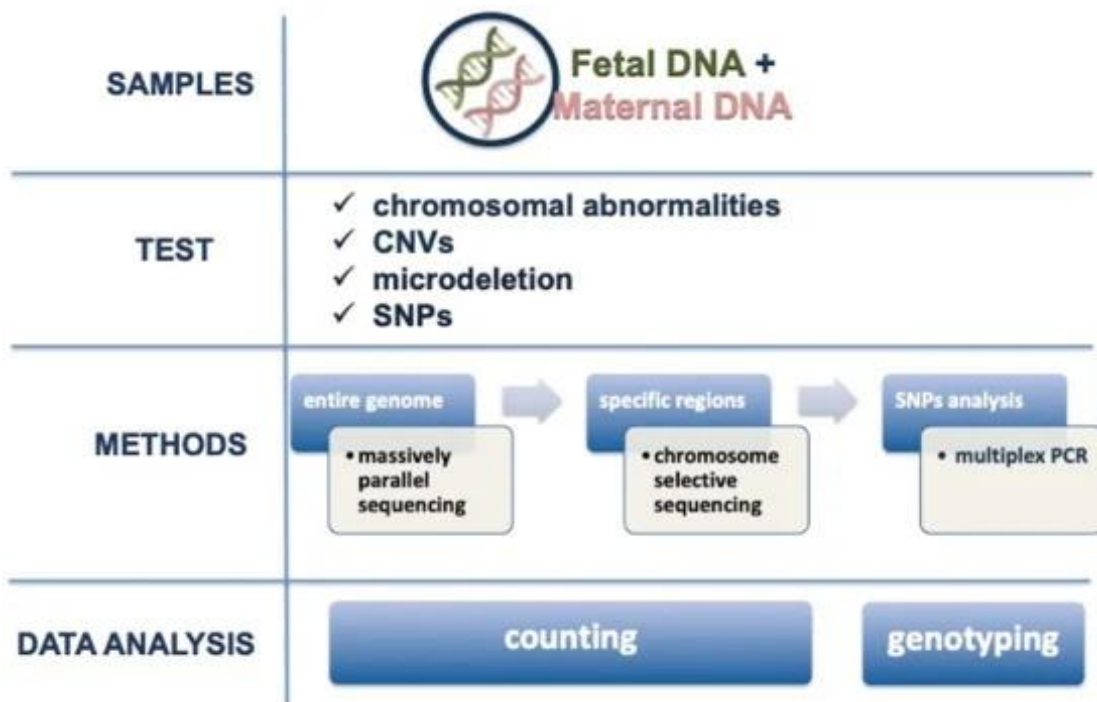 SAMPLES
Fetal DNA +
Maternal DNA
TEST
✓ chromosomal abnormalities
✓ CNVs
✓ microdeletion
✓ SNPs
METHODS
entire genome
• massively
parallel
sequencing
specific regions
• chromosome
selective
sequencing
SNPs analysis
• multiplex PCR
DATA ANALYSIS
counting
genotyping